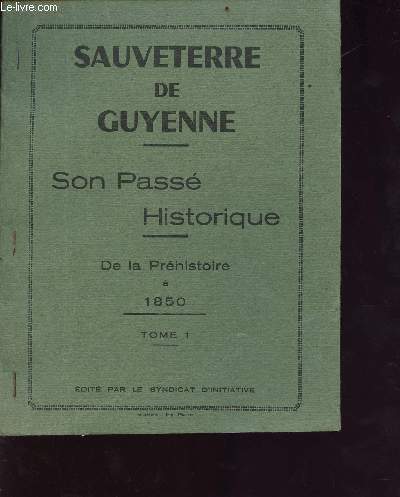 Le-Livre.com
SAUVETERRE
DE
GUYENNE
Son Passé
Historique
De la Préhistoire
à
1850
TOME 1
ÉDITÉ PAR LE SYNDICAT D'INITIATIVE